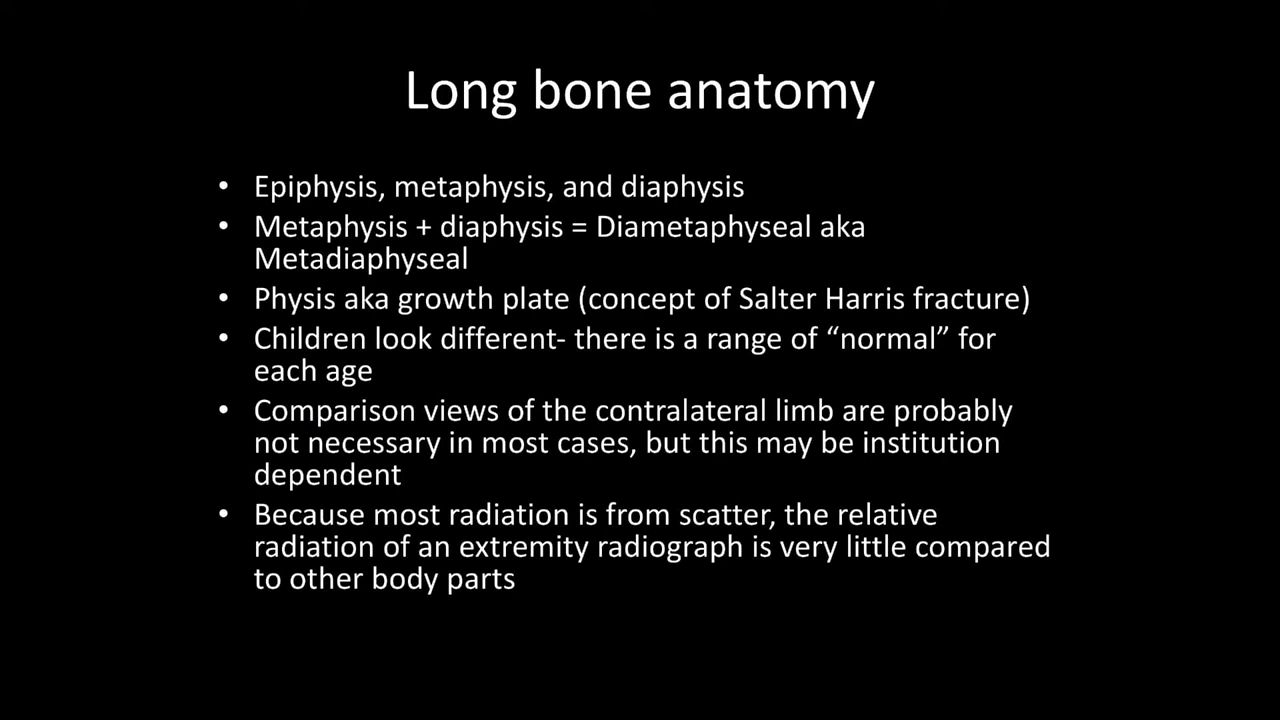 Long bone anatomy
• Epiphysis, metaphysis, and diaphysis
• Metaphysis + diaphysis = Diametaphyseal aka
Metadiaphyseal
• Physis aka growth plate (concept of Salter Harris fracture)
• Children look different- there is a range of “normal” for
each age
• Comparison views of the contralateral limb are probably
not necessary in most cases, but this may be institution
dependent
• Because most radiation is from scatter, the relative
radiation of an extremity radiograph is very little compared
to other body parts